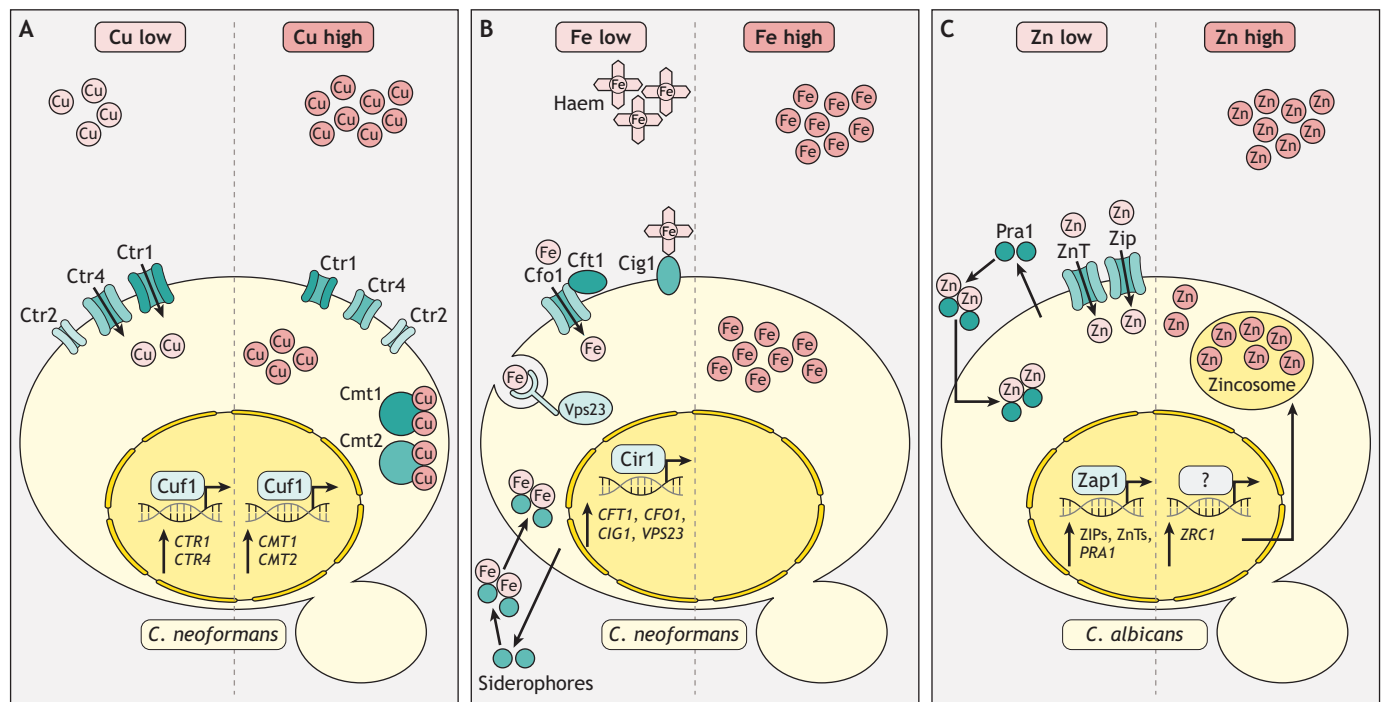 A
Cu low
Cu high
Cu
Cu
Cu
Cu
Cu
Cu
Cu
Cu
Cu
Cu
Cu
Cu
Ctr1
Ctr4
Ctr2
Ctr1
Ctr4
Ctr2
Cu
Cu
Cu
Cu
Cu
Cu
Cmt1
Cu
Cu
Cmt2
Cu
Cu
Cuf1
Cuf1
CTR1
CTR4
CMT1
CMT2
C. neoformans
B
Fe low
Fe high
Haem
Fe
Fe
Fe
Fe
Fe
Fe
Fe
Fe
Fe
Fe
Fe
Fe
Fe
Cft1
Cfo1
Cig1
Fe
Fe
Fe
Fe
Fe
Fe
Fe
Fe
Fe
Fe
Vps23
Cir1
CFT1, CFO1,
CIG1, VPS23
Fe
Fe
Fe
Fe
Siderophores
C. neoformans
C
Zn low
Zn high
Zn
Zn
Zn
Zn
Zn
Zn
Zn
Zn
Zn
Zn
Pra1
ZnT
Zip
Zn
Zn
Zn
Zn
Zn
Zn
Zn
Zn
Zn
Zn
Zn
Zincosome
Zn
Zn
Zap1
?
ZIPs, ZnTs,
PRA1
ZRC1
C. albicans